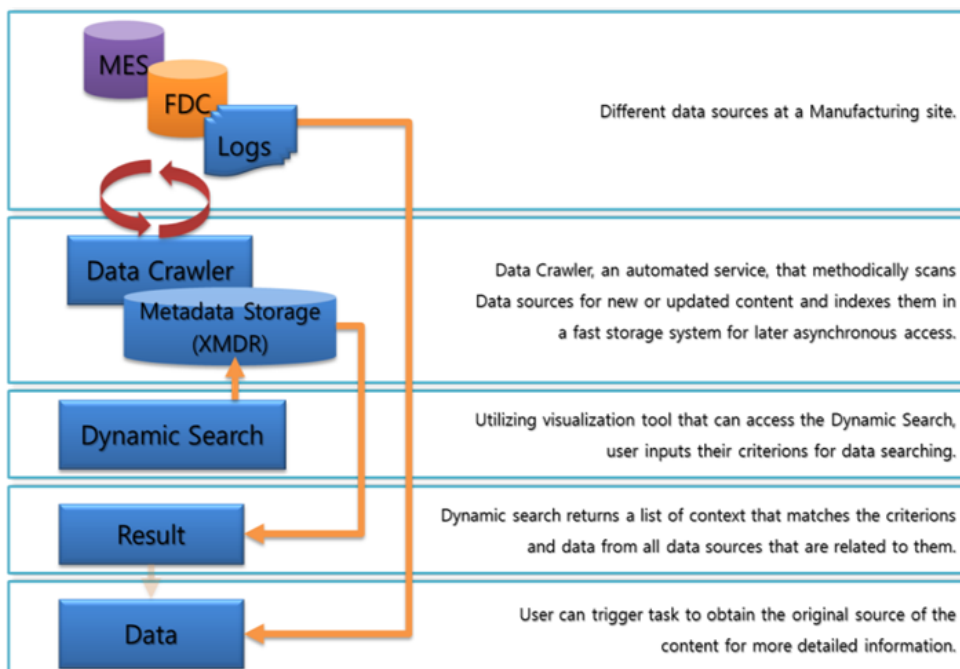 MES
FDC
Logs
Different data sources at a Manufacturing site.
Data Crawler
Metadata Storage
(XMDR)
Data Crawler, an automated service, that methodically scans
Data sources for new or updated content and indexes them in
a fast storage system for later asynchronous access.
Dynamic Search
Utilizing visualization tool that can access the Dynamic Search,
user inputs their criterions for data searching.
Result
Dynamic search returns a list of context that matches the criterions
and data from all data sources that are related to them.
Data
User can trigger task to obtain the original source of the
content for more detailed information.